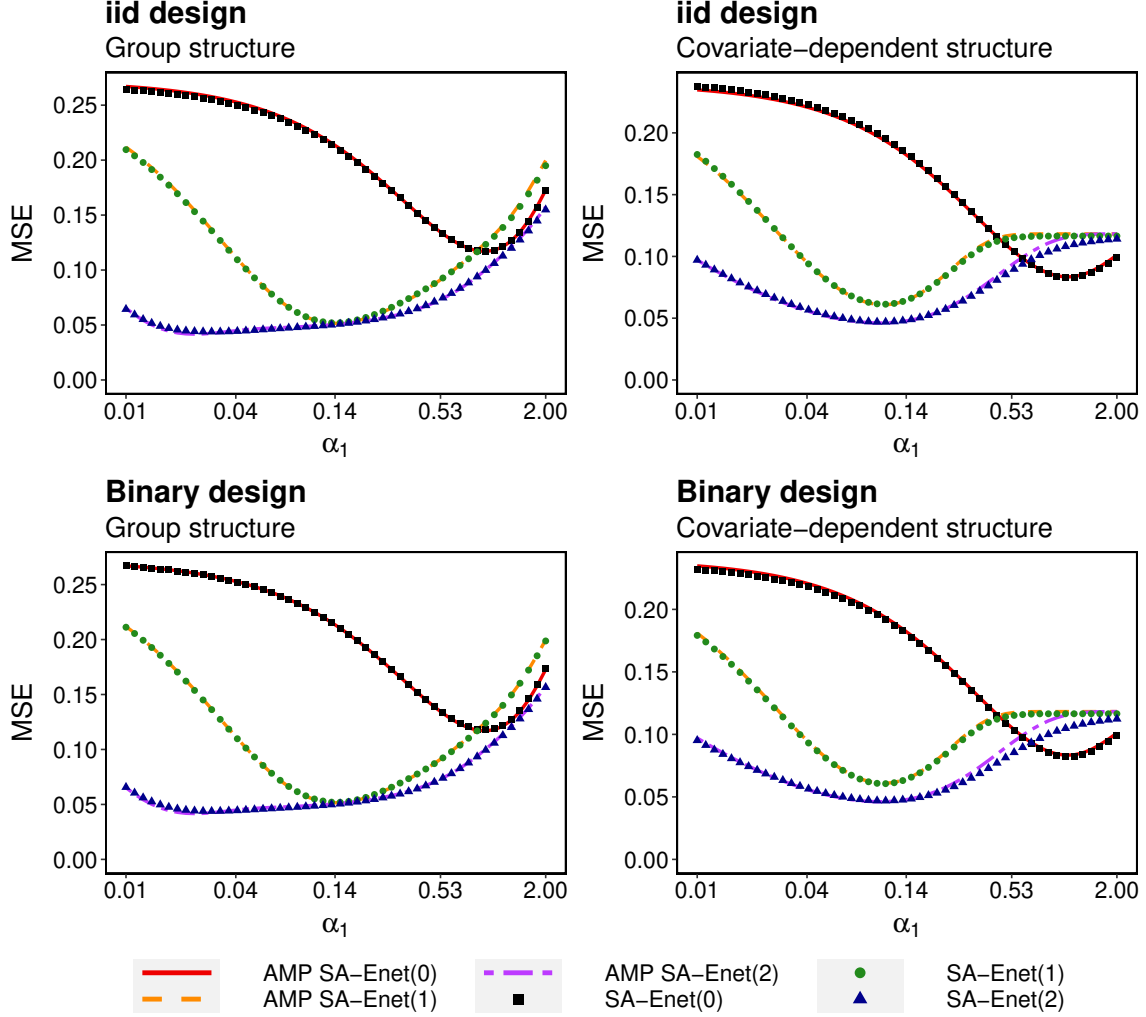 iid design
Group structure
MSE
0.25
0.20
0.15
0.10
0.05
0.00
0.01
0.04
0.14
0.53
2.00
α1
iid design
Covariate−dependent structure
MSE
0.20
0.15
0.10
0.05
0.00
0.01
0.04
0.14
0.53
2.00
α1
Binary design
Group structure
MSE
0.25
0.20
0.15
0.10
0.05
0.00
0.01
0.04
0.14
0.53
2.00
α1
Binary design
Covariate−dependent structure
MSE
0.20
0.15
0.10
0.05
0.00
0.01
0.04
0.14
0.53
2.00
α1
AMP SA−Enet(0)
AMP SA−Enet(1)
AMP SA−Enet(2)
SA−Enet(0)
SA−Enet(1)
SA−Enet(2)